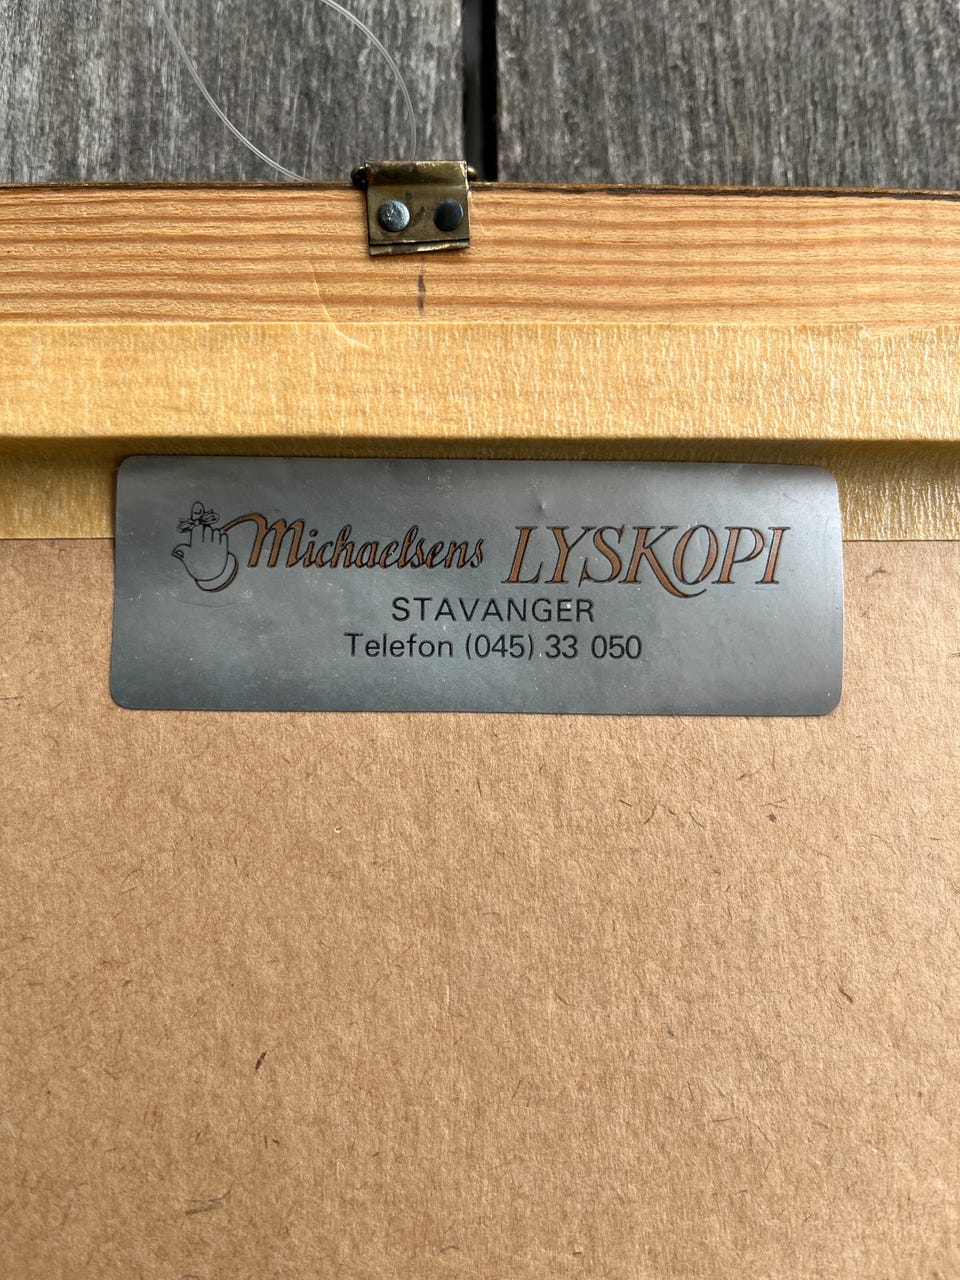 Michaelsens LYSKOPI
STAVANGER
Telefon (045) 33 050